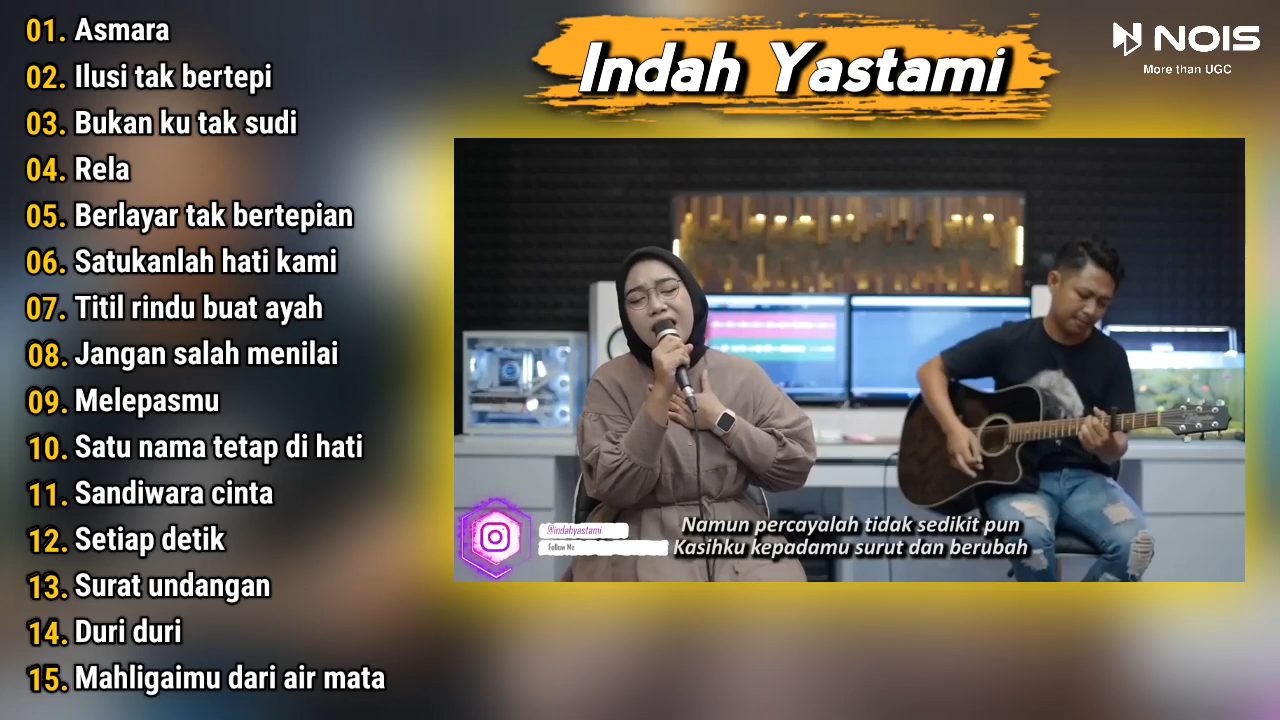 01. Asmara
02. Ilusi tak bertepi
03. Bukan ku tak sudi
04. Rela
05. Berlayar tak bertepian
06. Satukanlah hati kami
07. Titil rindu buat ayah
08. Jangan salah menilai
09. Melepasmu
10. Satu nama tetap di hati
11. Sandiwara cinta
12. Setiap detik
13. Surat undangan
14. Duri duri
15. Mahligaimu dari air mata
Indah Yastami
NOIS
More than UGC
@indahyastami
Follow Me
Namun percayalah tidak sedikit pun
Kasihku kepadamu surut dan berubah